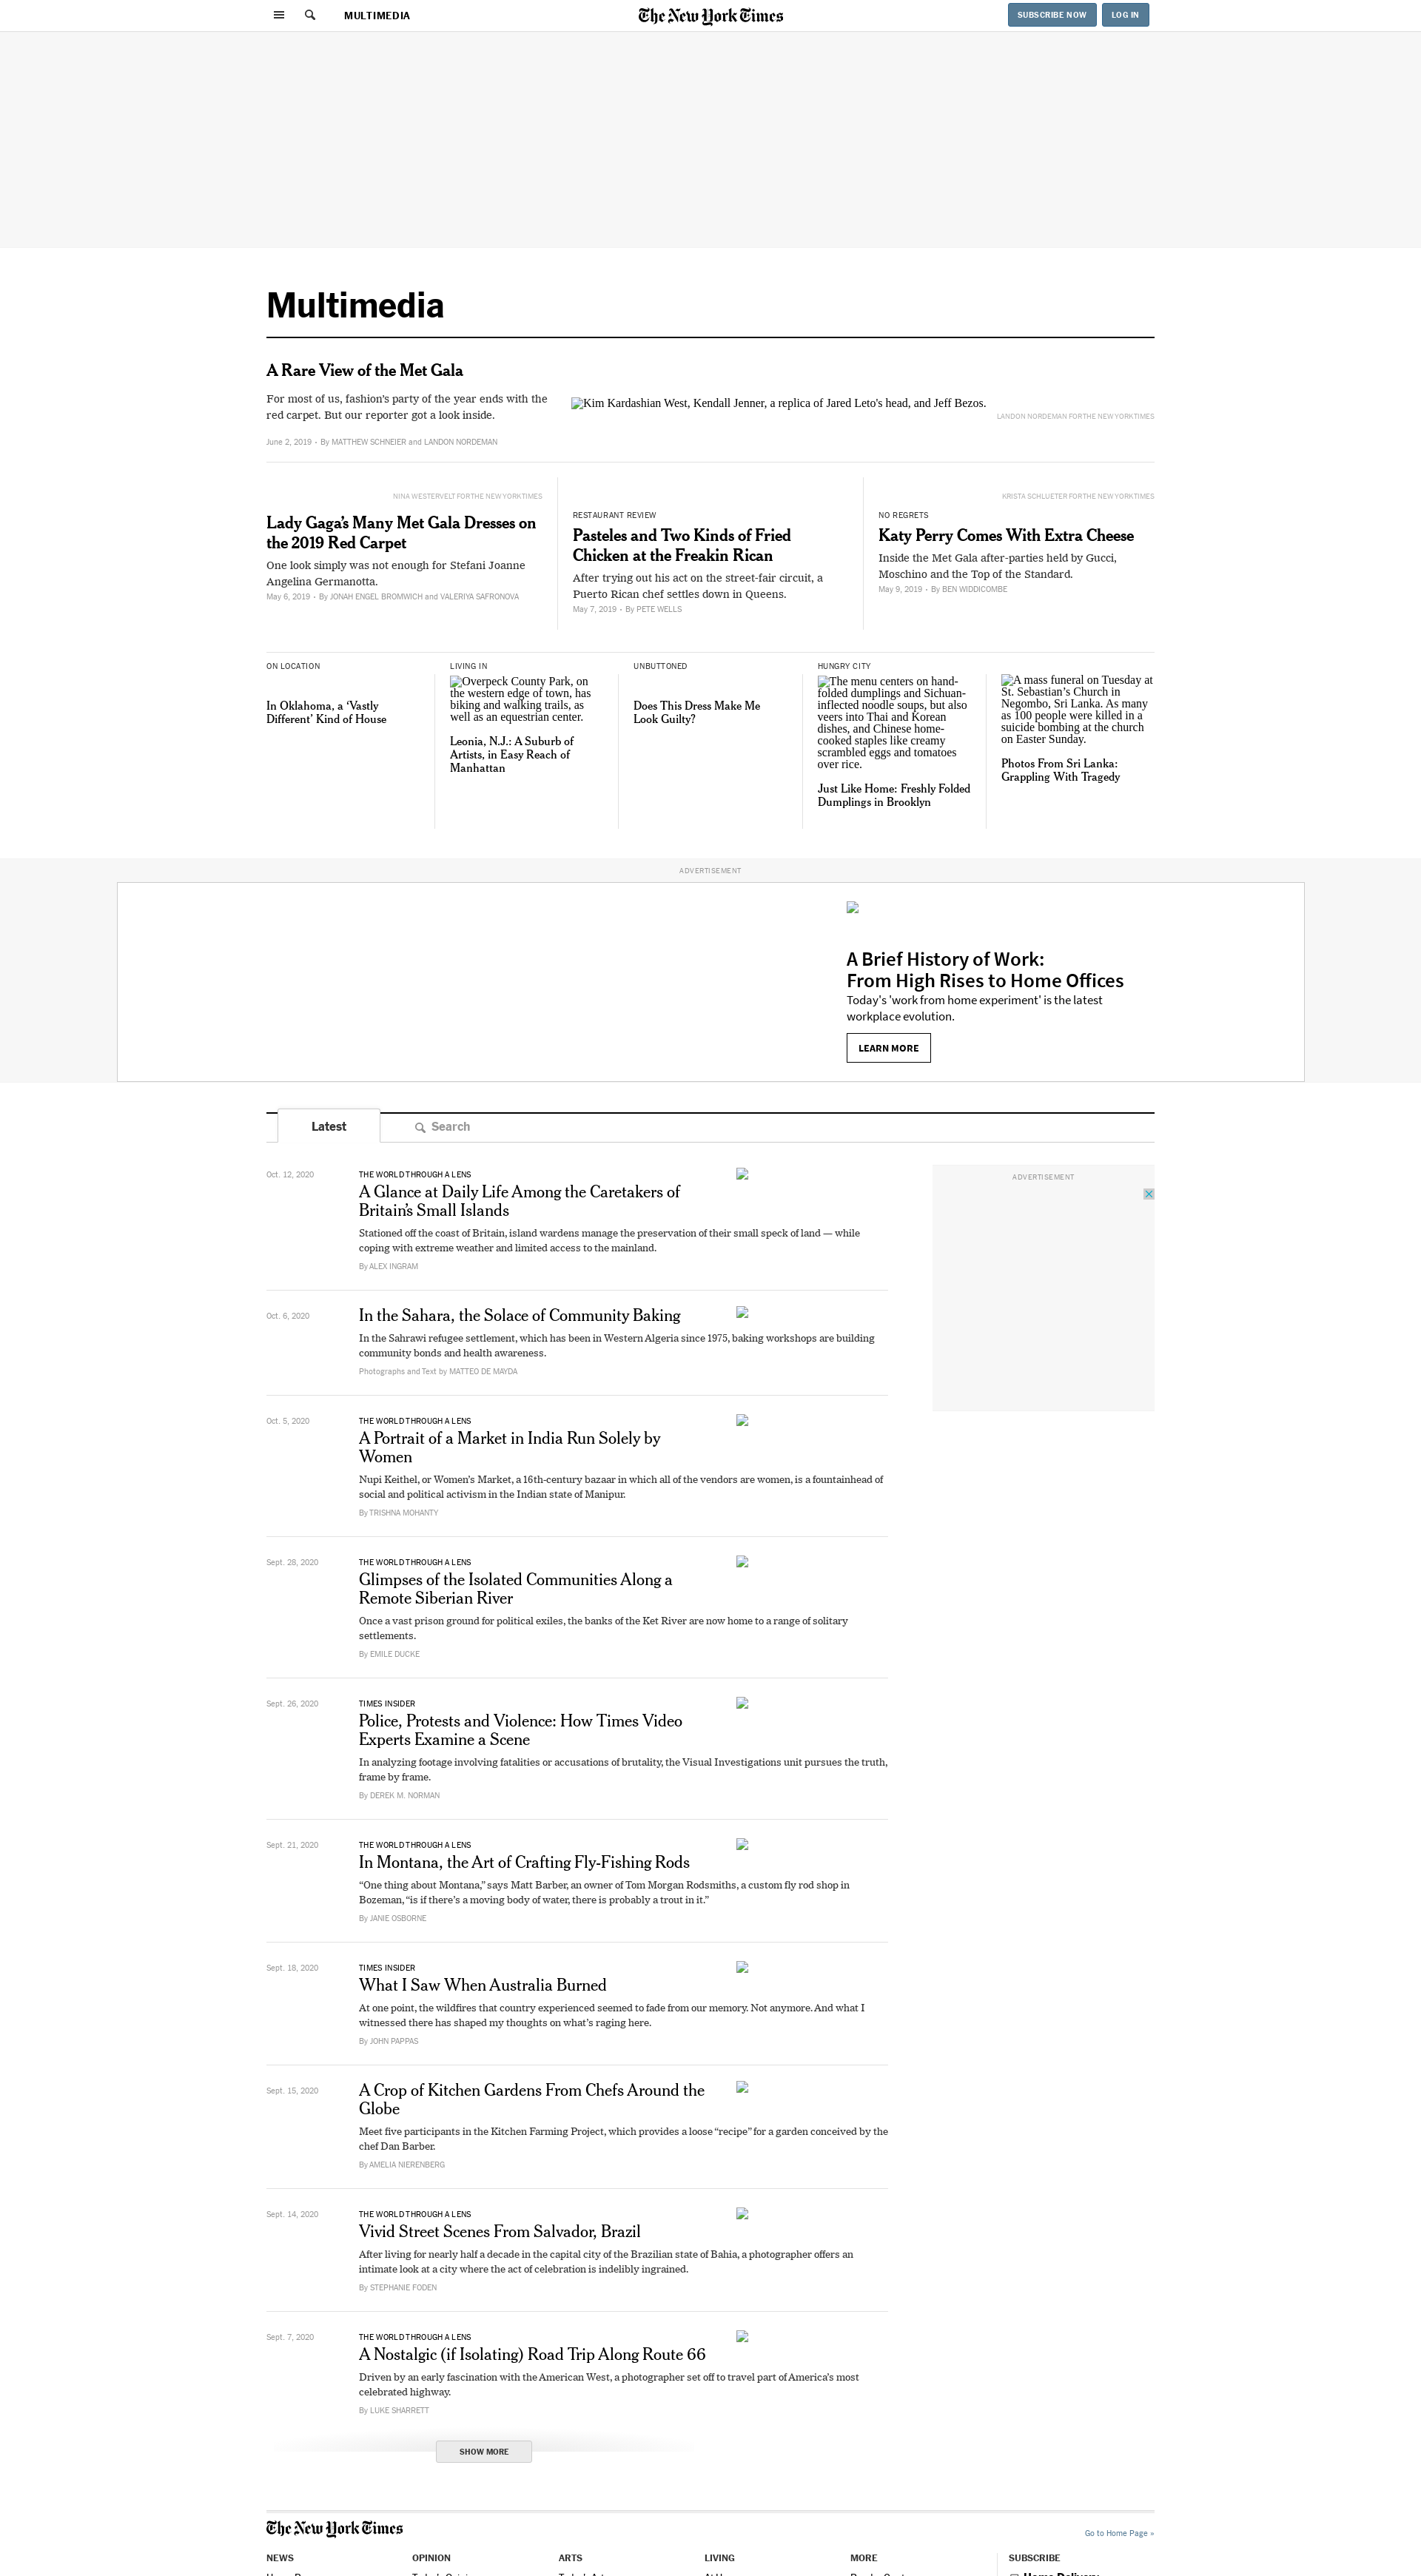 MULTIMEDIA
The New York Times
SUBSCRIBE NOW
LOG IN
Multimedia
A Rare View of the Met Gala
For most of us, fashion's party of the year ends with the
red carpet. But our reporter got a look inside.
June 2, 2019 - By MATTHEW SCHNEIER and LANDON NORDEMAN
Kim Kardashian West, Kendall Jenner, a replica of Jared Leto's head, and Jeff Bezos.
LANDON NORDEMAN FOR THE NEW YORK TIMES
NINA WESTERVELT FOR THE NEW YORK TIMES
Lady Gaga’s Many Met Gala Dresses on
the 2019 Red Carpet
One look simply was not enough for Stefani Joanne
Angelina Germanotta.
May 6, 2019 - By JONAH ENGEL BROMWICH and VALERIYA SAFRONOVA
RESTAURANT REVIEW
Pasteles and Two Kinds of Fried
Chicken at the Freakin Rican
After trying out his act on the street-fair circuit, a
Puerto Rican chef settles down in Queens.
May 7, 2019 - By PETE WELLS
KRISTA SCHLUETER FOR THE NEW YORK TIMES
NO REGRETS
Katy Perry Comes With Extra Cheese
Inside the Met Gala after-parties held by Gucci,
Moschino and the Top of the Standard.
May 9, 2019 - By BEN WIDDICOMBE
ON LOCATION
In Oklahoma, a ‘Vastly
Different’ Kind of House
LIVING IN
Overpeck County Park, on
the western edge of town, has
biking and walking trails, as
well as an equestrian center.
Leonia, N.J.: A Suburb of
Artists, in Easy Reach of
Manhattan
UNBUTTONED
Does This Dress Make Me
Look Guilty?
HUNGRY CITY
The menu centers on hand-
folded dumplings and Sichuan-
inflected noodle soups, but also
veers into Thai and Korean
dishes, and Chinese home-
cooked staples like creamy
scrambled eggs and tomatoes
over rice.
Just Like Home: Freshly Folded
Dumplings in Brooklyn
A mass funeral on Tuesday at
St. Sebastian’s Church in
Negombo, Sri Lanka. As many
as 100 people were killed in a
suicide bombing at the church
on Easter Sunday.
Photos From Sri Lanka:
Grappling With Tragedy
ADVERTISEMENT
A Brief History of Work:
From High Rises to Home Offices
Today's 'work from home experiment' is the latest
workplace evolution.
LEARN MORE
Latest
Search
ADVERTISEMENT
Oct. 12, 2020
THE WORLD THROUGH A LENS
A Glance at Daily Life Among the Caretakers of
Britain’s Small Islands
Stationed off the coast of Britain, island wardens manage the preservation of their small speck of land — while
coping with extreme weather and limited access to the mainland.
By ALEX INGRAM
Oct. 6, 2020
In the Sahara, the Solace of Community Baking
In the Sahrawi refugee settlement, which has been in Western Algeria since 1975, baking workshops are building
community bonds and health awareness.
Photographs and Text by MATTEO DE MAYDA
Oct. 5, 2020
THE WORLD THROUGH A LENS
A Portrait of a Market in India Run Solely by
Women
Nupi Keithel, or Women’s Market, a 16th-century bazaar in which all of the vendors are women, is a fountainhead of
social and political activism in the Indian state of Manipur.
By TRISHNA MOHANTY
Sept. 28, 2020
THE WORLD THROUGH A LENS
Glimpses of the Isolated Communities Along a
Remote Siberian River
Once a vast prison ground for political exiles, the banks of the Ket River are now home to a range of solitary
settlements.
By EMILE DUCKE
Sept. 26, 2020
TIMES INSIDER
Police, Protests and Violence: How Times Video
Experts Examine a Scene
In analyzing footage involving fatalities or accusations of brutality, the Visual Investigations unit pursues the truth,
frame by frame.
By DEREK M. NORMAN
Sept. 21, 2020
THE WORLD THROUGH A LENS
In Montana, the Art of Crafting Fly-Fishing Rods
“One thing about Montana,” says Matt Barber, an owner of Tom Morgan Rodsmiths, a custom fly rod shop in
Bozeman, “is if there’s a moving body of water, there is probably a trout in it.”
By JANIE OSBORNE
Sept. 18, 2020
TIMES INSIDER
What I Saw When Australia Burned
At one point, the wildfires that country experienced seemed to fade from our memory. Not anymore. And what I
witnessed there has shaped my thoughts on what’s raging here.
By JOHN PAPPAS
Sept. 15, 2020
A Crop of Kitchen Gardens From Chefs Around the
Globe
Meet five participants in the Kitchen Farming Project, which provides a loose “recipe” for a garden conceived by the
chef Dan Barber.
By AMELIA NIERENBERG
Sept. 14, 2020
THE WORLD THROUGH A LENS
Vivid Street Scenes From Salvador, Brazil
After living for nearly half a decade in the capital city of the Brazilian state of Bahia, a photographer offers an
intimate look at a city where the act of celebration is indelibly ingrained.
By STEPHANIE FODEN
Sept. 7, 2020
THE WORLD THROUGH A LENS
A Nostalgic (if Isolating) Road Trip Along Route 66
Driven by an early fascination with the American West, a photographer set off to travel part of America’s most
celebrated highway.
By LUKE SHARRETT
SHOW MORE
The New York Times
Go to Home Page »
NEWS
OPINION
ARTS
LIVING
MORE
SUBSCRIBE